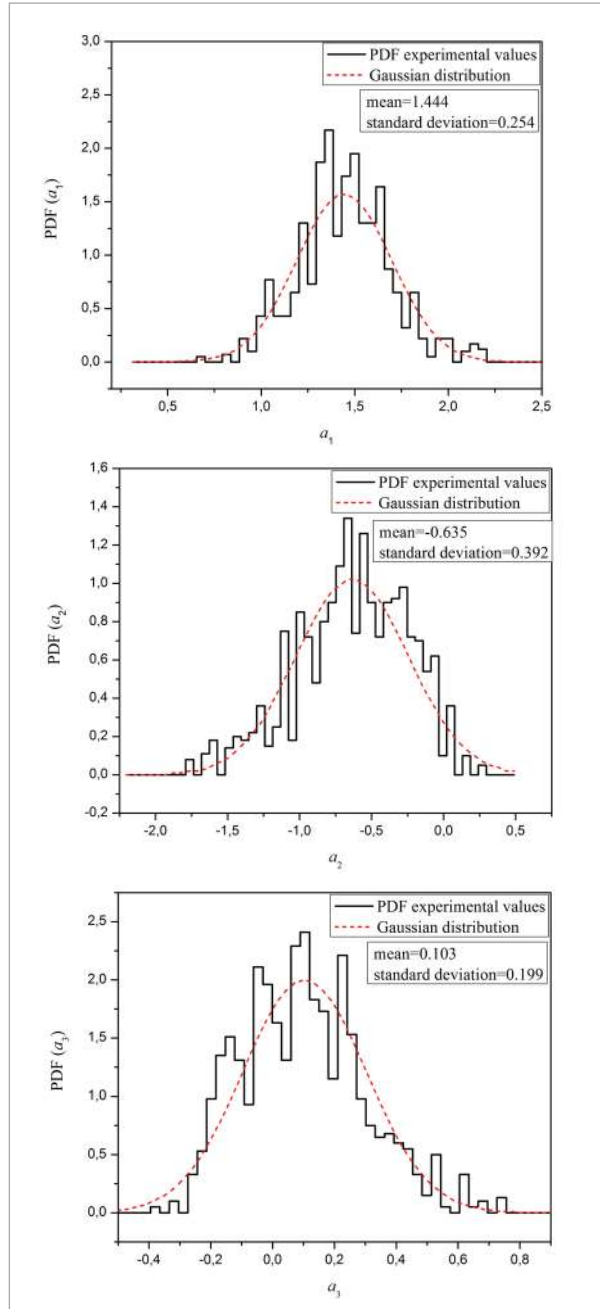 3,0
2,5
2,0
1,5
1,0
0,5
0,0
PDF (a₁)
PDF experimental values
Gaussian distribution
mean=1.444
standard deviation=0.254
0,5 1,0 1,5 2,0 2,5
a₁
1,6
1,4
1,2
1,0
0,8
0,6
0,4
0,2
0,0
-0,2
PDF (a₂)
PDF experimental values
Gaussian distribution
mean=-0.635
standard deviation=0.392
-2,0 -1,5 -1,0 -0,5 0,0 0,5
a₂
2,5
2,0
1,5
1,0
0,5
0,0
PDF (a₃)
PDF experimental values
Gaussian distribution
mean=0.103
standard deviation=0.199
-0,4 -0,2 0,0 0,2 0,4 0,6 0,8
a₃